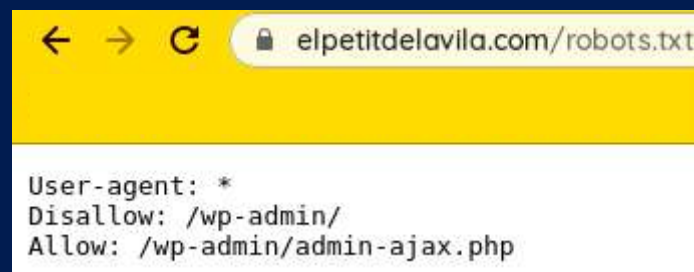 elpetitdelavila.com/robots.txt
User-agent: *
Disallow: /wp-admin/
Allow: /wp-admin/admin-ajax.php